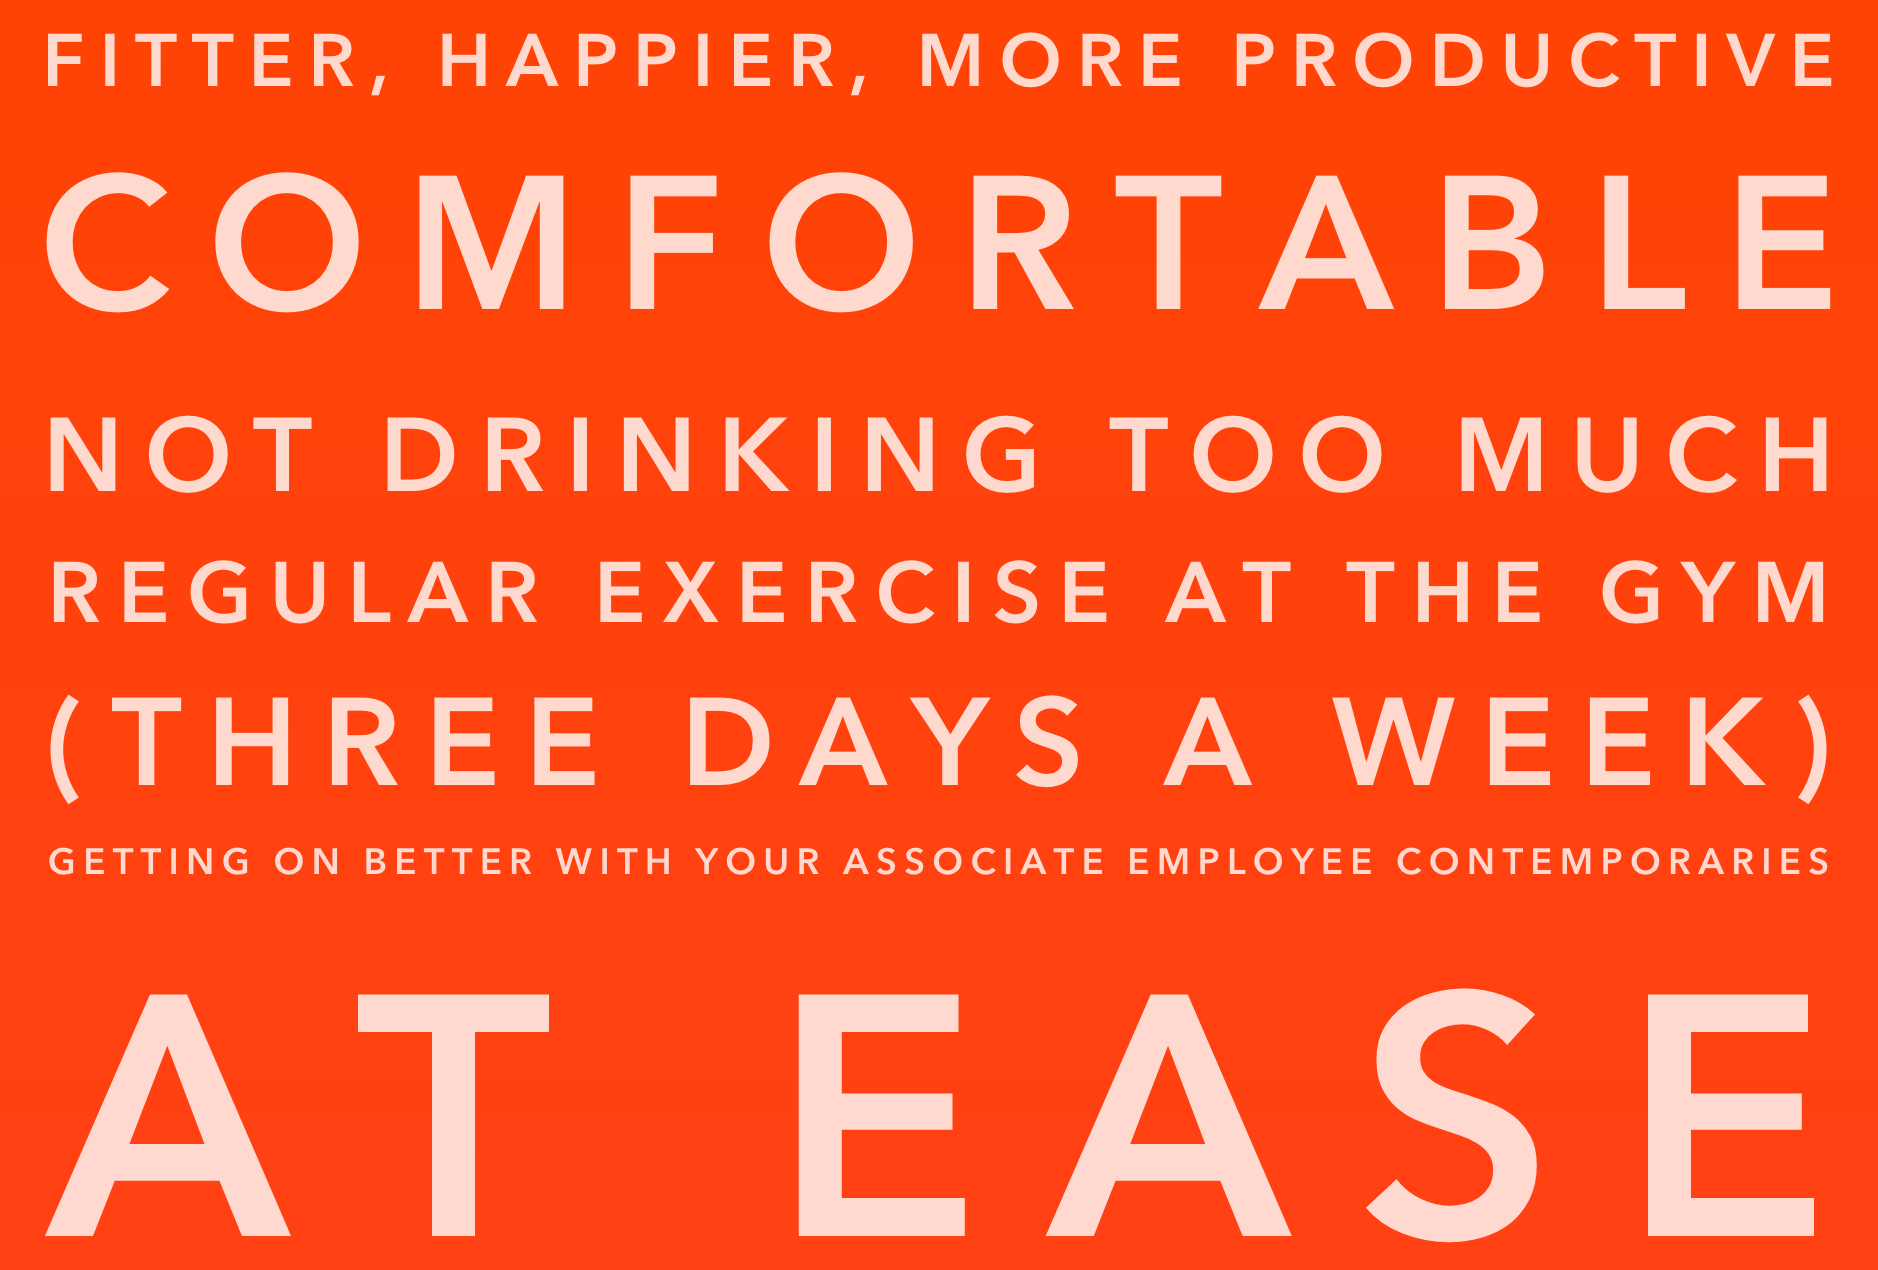 FITTER, HAPPIER, MORE PRODUCTIVE
COMFORTABLE
NOT DRINKING TOO MUCH
REGULAR EXERCISE AT THE GYM
(THREE DAYS A WEEK)
GETTING ON BETTER WITH YOUR ASSOCIATE EMPLOYEE CONTEMPORARIES
AT EASE